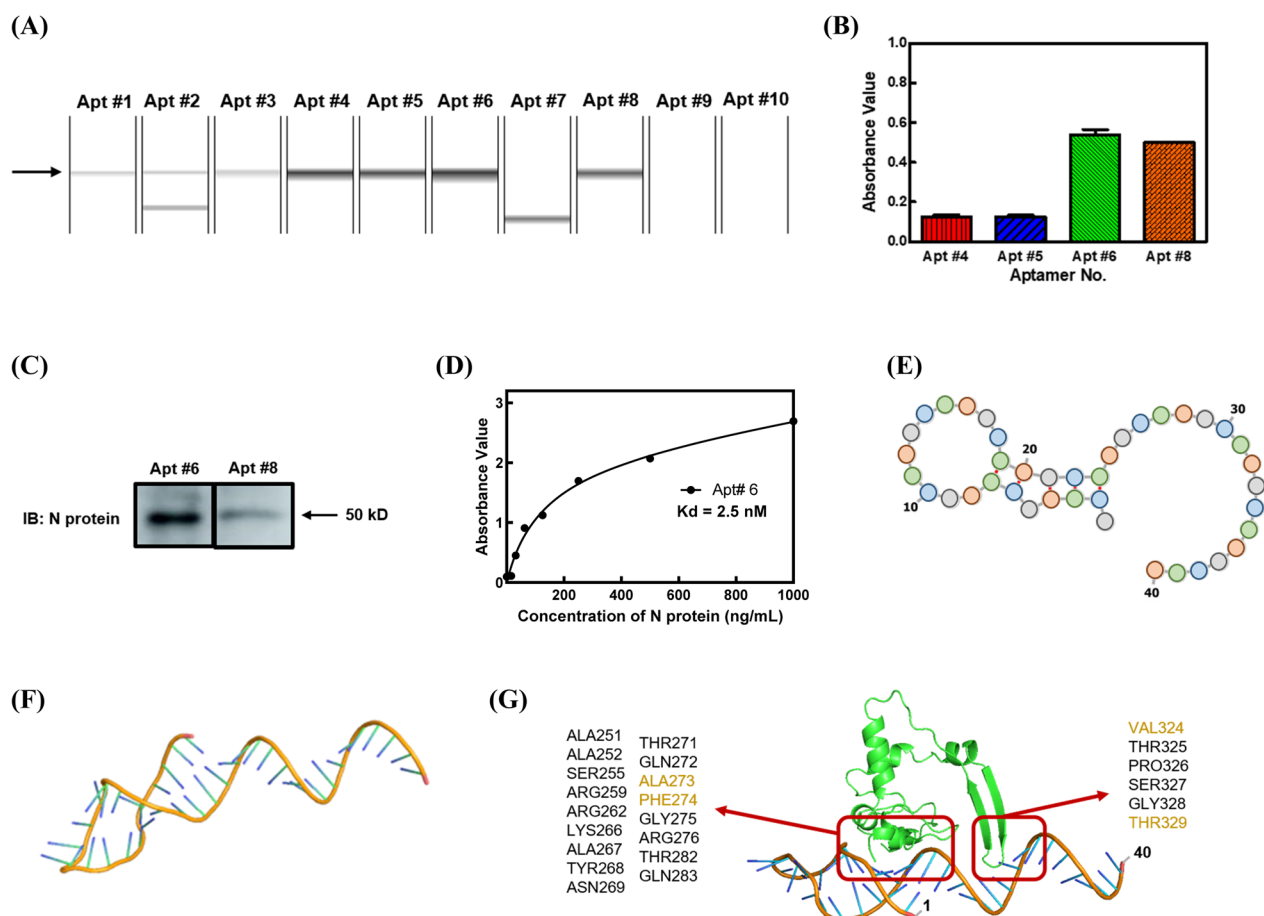 (A)
Apt #1 Apt #2 Apt #3 Apt #4 Apt #5 Apt #6 Apt #7 Apt #8 Apt #9 Apt #10
(B)
Absorbance Value
1.0
0.8
0.6
0.4
0.2
0.0
Apt #4 Apt #5 Apt #6 Apt #8
Aptamer No.
(C)
Apt #6 Apt #8
IB: N protein
50 kD
(D)
Absorbance Value
3
2
1
0
200 400 600 800 1000
Concentration of N protein (ng/mL)
Apt# 6
Kd = 2.5 nM
(E)
10
20
30
40
(F)
(G)
ALA251
ALA252
SER255
ARG259
ARG262
LYS266
ALA267
TYR268
ASN269
THR271
GLN272
ALA273
PHE274
GLY275
ARG276
THR282
GLN283
VAL324
THR325
PRO326
SER327
GLY328
THR329
40
1